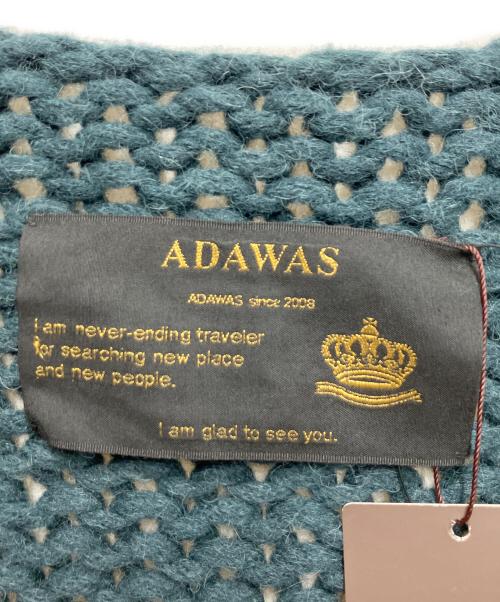 ADAWAS
ADAWAS since 2008
I am never-ending traveler
for searching new place
and new people.
I am glad to see you.